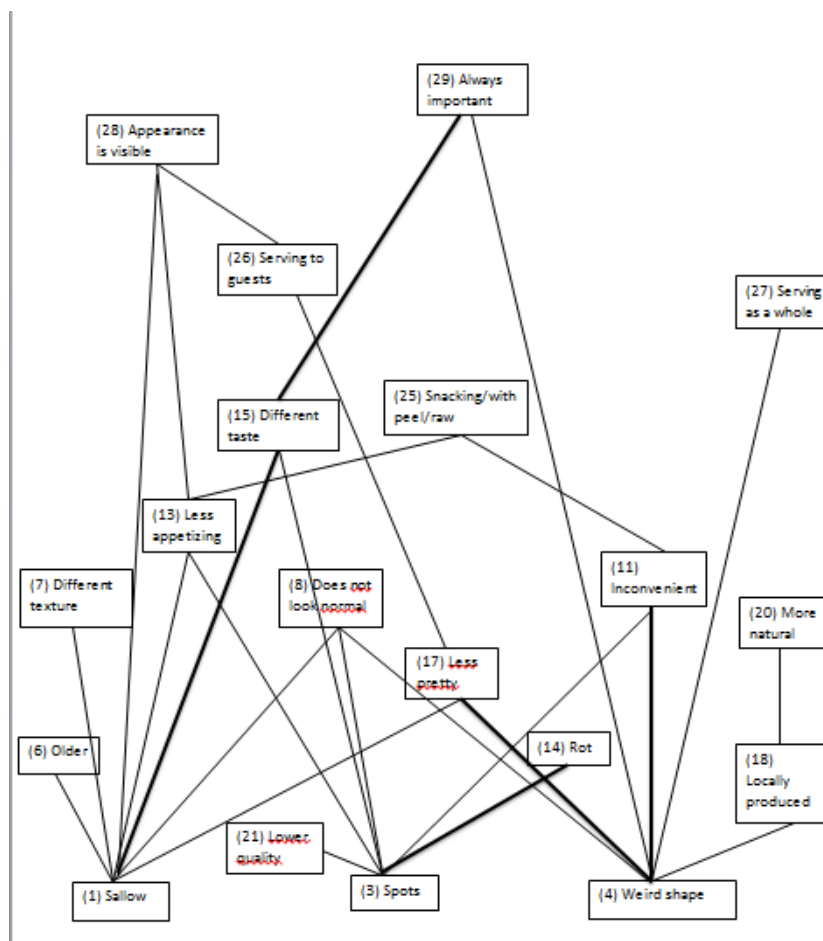 (29) Always
important
(28) Appearance
is visible
(26) Serving to
guests
(27) Serving
as a whole
(25) Snacking/with
peel/raw
(15) Different
taste
(13) Less
appetizing
(11)
Inconvenient
(7) Different
texture
(8) Does not
look normal
(20) More
natural
(17) Less
pretty
(6) Older
(14) Rot
(18)
Locally
produced
(21) Lower
quality
(1) Sallow
(3) Spots
(4) Weird shape